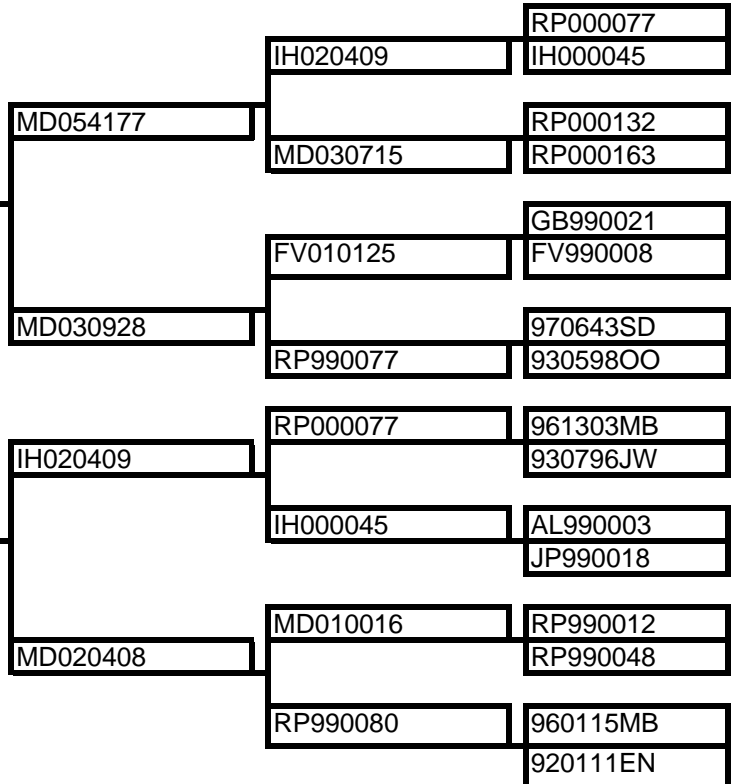 RP000077
IH020409 IH000045
MD054177 RP000132
MD030715 RP000163
GB990021
FV010125 FV990008
MD030928 970643SD
RP990077 930598OO
RP000077 961303MB
IH020409 930796JW
IH000045 AL990003
JP990018
MD010016 RP990012
MD020408 RP990048
RP990080 960115MB
920111EN